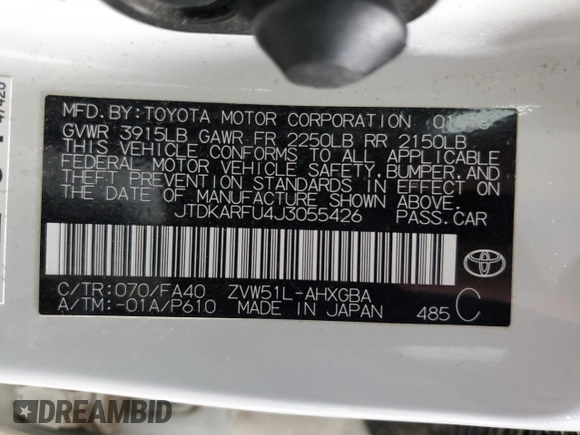 MFD. BY: TOYOTA MOTOR CORPORATION
GVWR 3915LB GAWR FR 2250LB RR 2150LB
THIS VEHICLE CONFORMS TO ALL APPLICABLE
FEDERAL MOTOR VEHICLE SAFETY, BUMPER, AND
THEFT PREVENTION STANDARDS IN EFFECT ON
THE DATE OF MANUFACTURE SHOWN ABOVE.
JTDKARFU4J3055426 PASS. CAR
C/TR: 070/FA40 ZVW51L-AHXGBA
A/TM: -01A/P610 MADE IN JAPAN 485 C
47420
DREAMBID